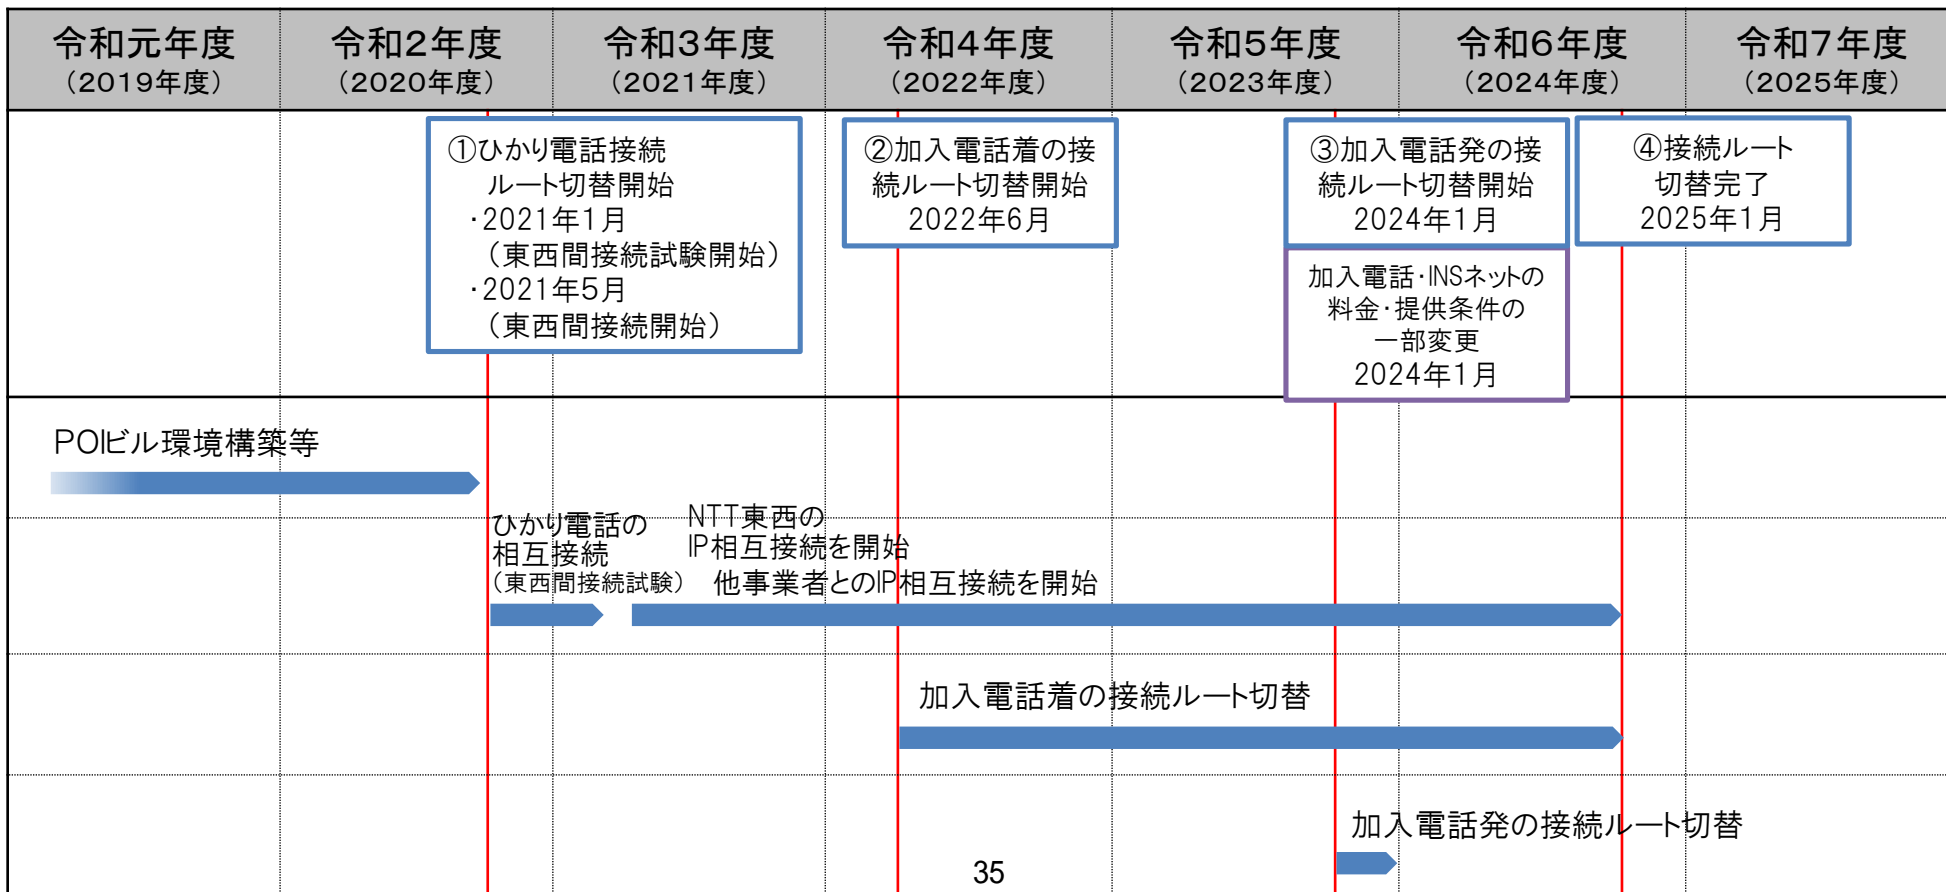 令和元年度
（2019年度）
令和2年度
（2020年度）
令和3年度
（2021年度）
令和4年度
（2022年度）
令和5年度
（2023年度）
令和6年度
（2024年度）
令和7年度
（2025年度）
①ひかり電話接続
ルート切替開始
・2021年1月
（東西間接続試験開始）
・2021年5月
（東西間接続開始）
②加入電話着の接
続ルート切替開始
2022年6月
③加入電話発の接
続ルート切替開始
2024年1月
加入電話・INSネットの
料金・提供条件の
一部変更
2024年1月
④接続ルート
切替完了
2025年1月
POIビル環境構築等
ひかり電話の
相互接続
（東西間接続試験）
NTT東西の
IP相互接続を開始
他事業者とのIP相互接続を開始
加入電話着の接続ルート切替
加入電話発の接続ルート切替
35